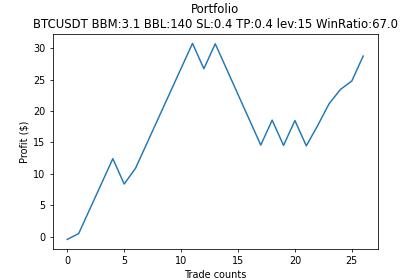 Portfolio
BTCUSDT BBM:3.1 BBL:140 SL:0.4 TP:0.4 lev:15 WinRatio:67.0
30
25
20
15
10
5
0
Profit ($)
0 5 10 15 20 25
Trade counts